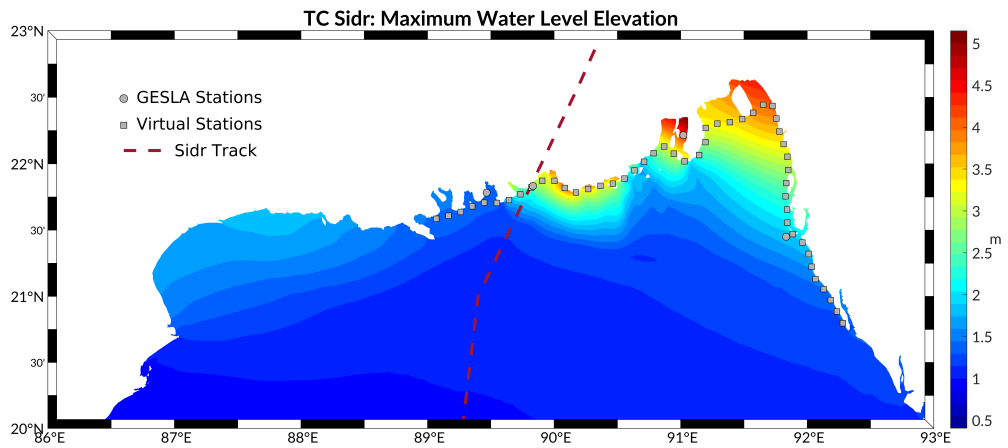 TC Sidr: Maximum Water Level Elevation
23°N
30'
22°N
30'
21°N
30'
20°N
GESLA Stations
Virtual Stations
Sidr Track
86°E
87°E
88°E
89°E
90°E
91°E
92°E
93°E
5
4.5
4
3.5
3
2.5
2
1.5
1
0.5
m